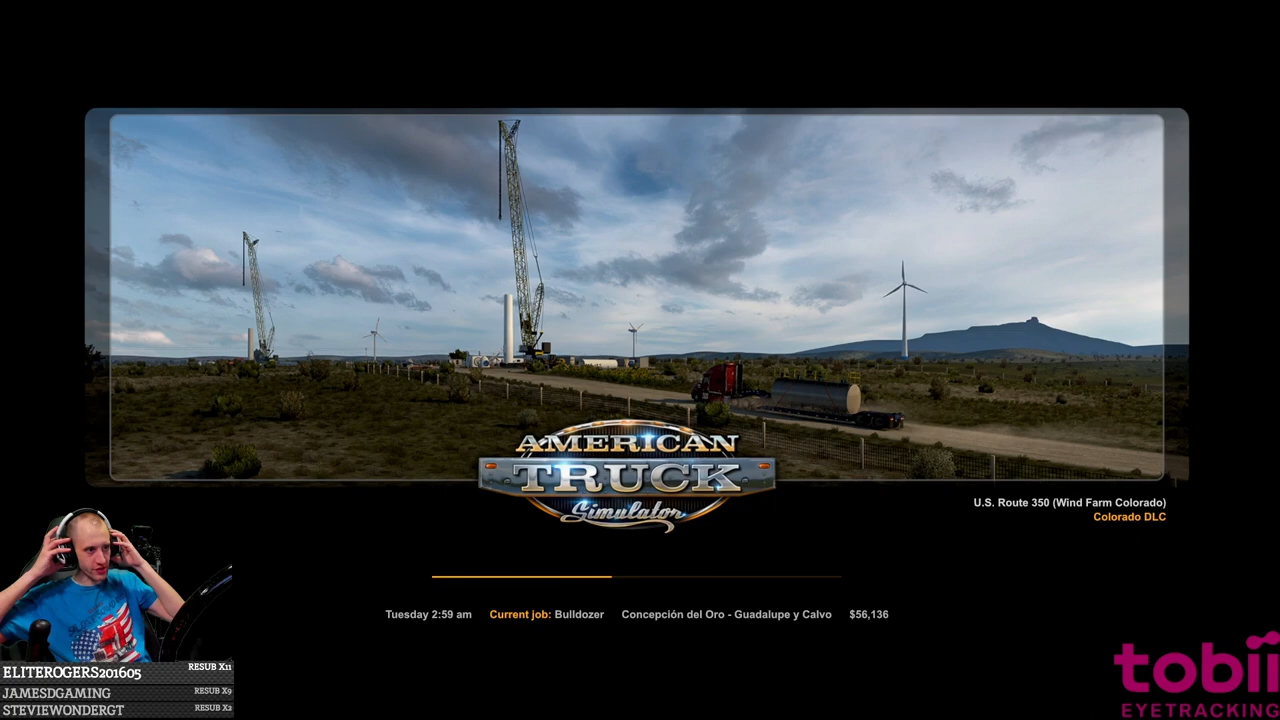 AMERICAN
TRUCK
Simulator
U.S. Route 350 (Wind Farm Colorado)
Colorado DLC
Tuesday 2:59 am Current job: Bulldozer Concepción del Oro - Guadalupe y Calvo $56,136
ELITEROGERS201605 RESUB X11
JAMESDGAMING RESUB X9
STEVIEWONDERGT RESUB X2
tobii
EYETRACKING